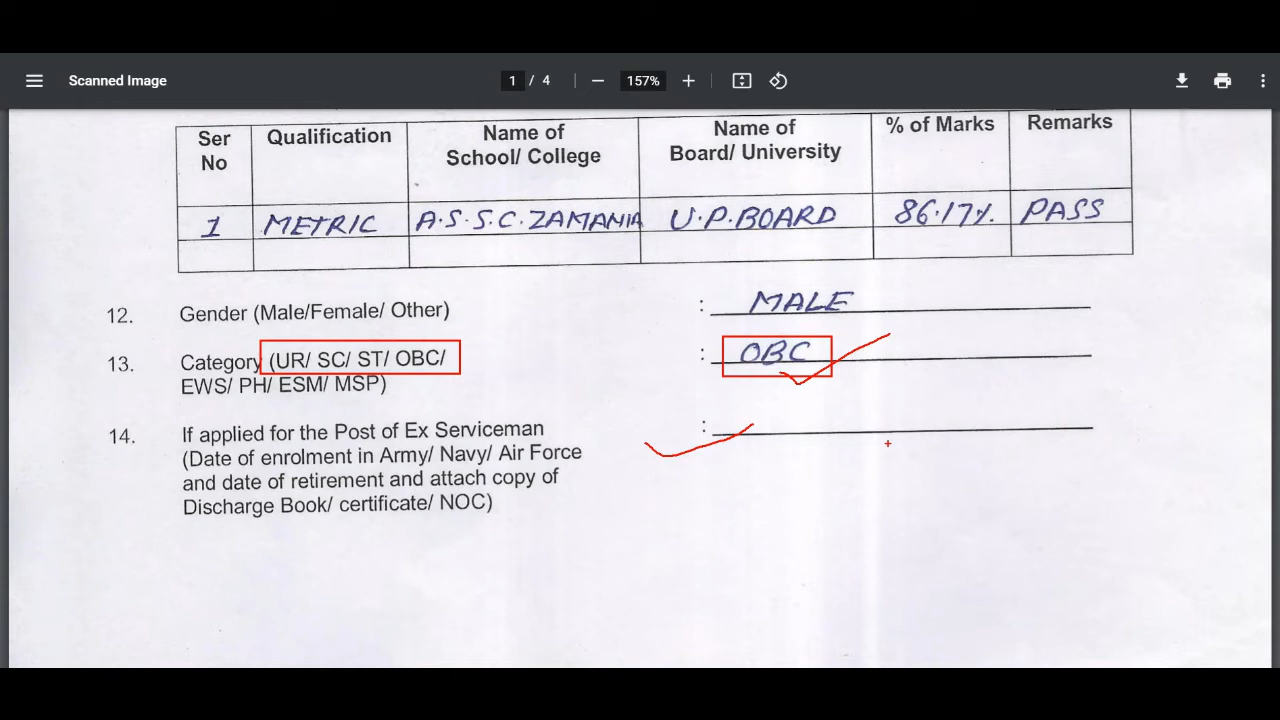 Scanned Image
1 / 4
157%
Ser No
Qualification
Name of School/ College
Name of Board/ University
% of Marks
Remarks
1 METRIC A.S.S.C. ZAMANIA U.P. BOARD 86.17%. PASS
12. Gender (Male/Female/ Other) : MALE
13. Category (UR/ SC/ ST/ OBC/ : OBC
EWS/ PH/ ESM/ MSP)
14. If applied for the Post of Ex Serviceman :
(Date of enrolment in Army/ Navy/ Air Force
and date of retirement and attach copy of
Discharge Book/ certificate/ NOC)